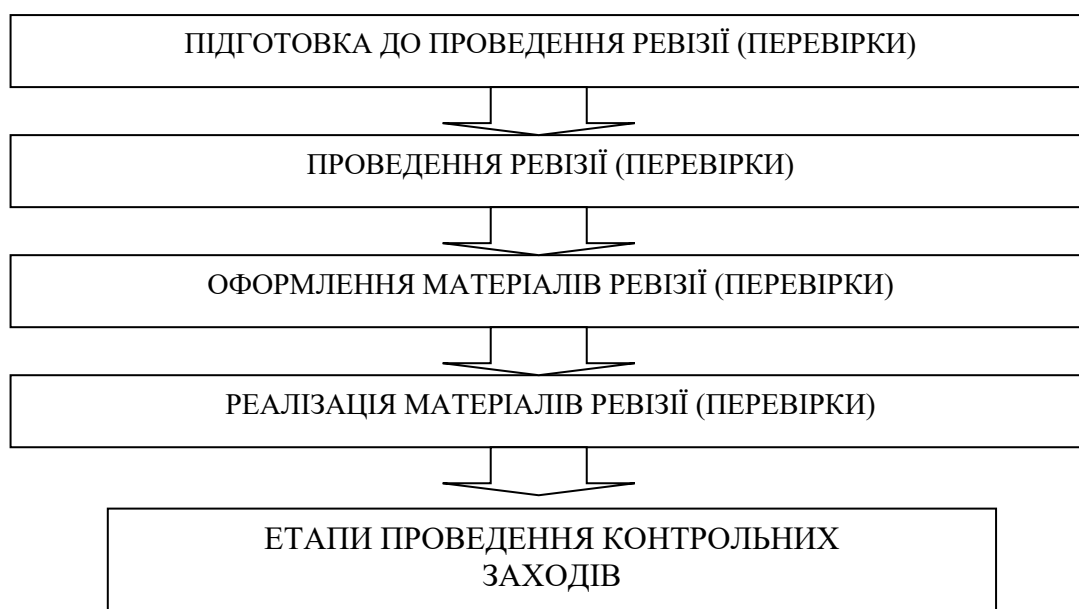 ПІДГОТОВКА ДО ПРОВЕДЕННЯ РЕВІЗІЇ (ПЕРЕВІРКИ)
ПРОВЕДЕННЯ РЕВІЗІЇ (ПЕРЕВІРКИ)
ОФОРМЛЕННЯ МАТЕРІАЛІВ РЕВІЗІЇ (ПЕРЕВІРКИ)
РЕАЛІЗАЦІЯ МАТЕРІАЛІВ РЕВІЗІЇ (ПЕРЕВІРКИ)
ЕТАПИ ПРОВЕДЕННЯ КОНТРОЛЬНИХ
ЗАХОДІВ